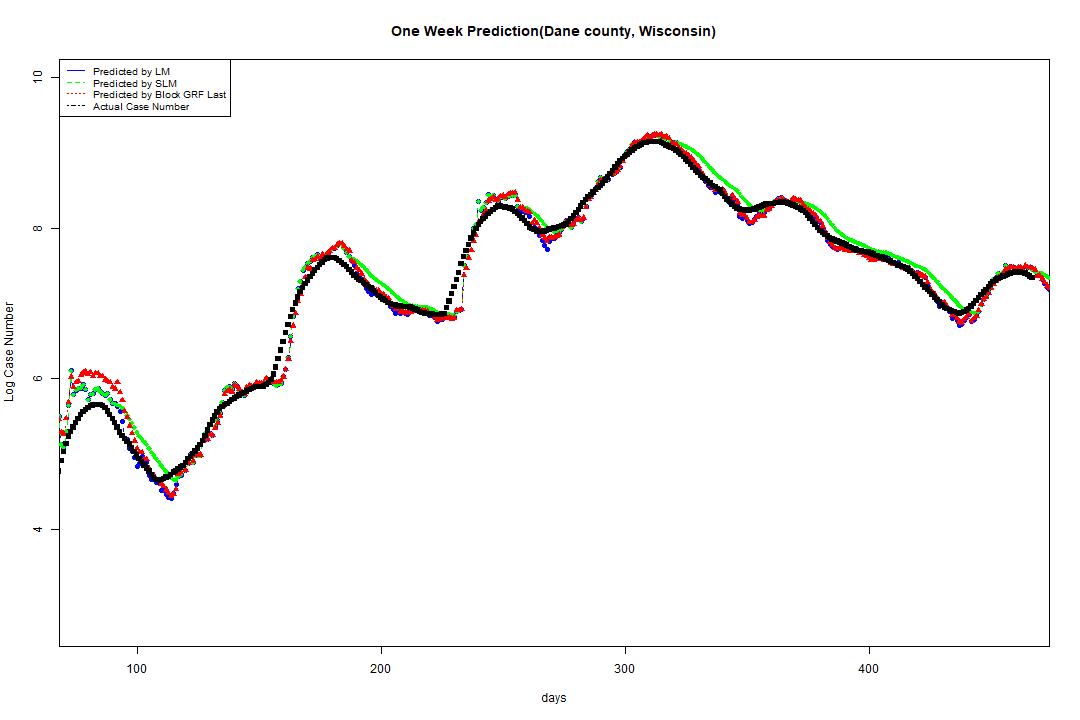 One Week Prediction(Dane county, Wisconsin)
Predicted by LM
Predicted by SLM
Predicted by Block GRF Last
Actual Case Number
10
8
6
4
Log Case Number
100 200 300 400
days